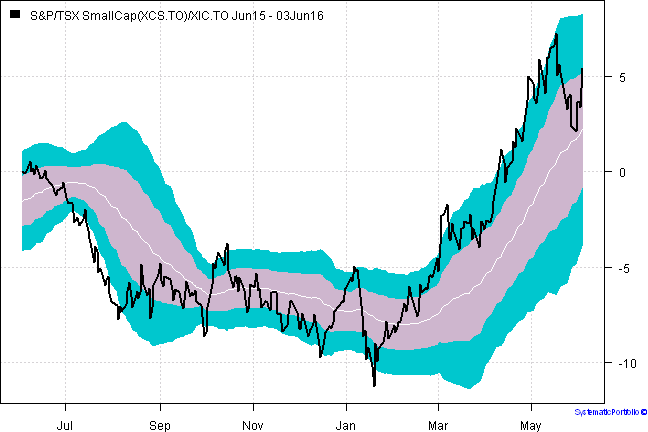 S&P/TSX SmallCap(XCS.TO)/XIC.TO Jun15 - 03Jun16
5
0
-5
-10
Jul Sep Nov Jan Mar May
SystematicPortfolio ©